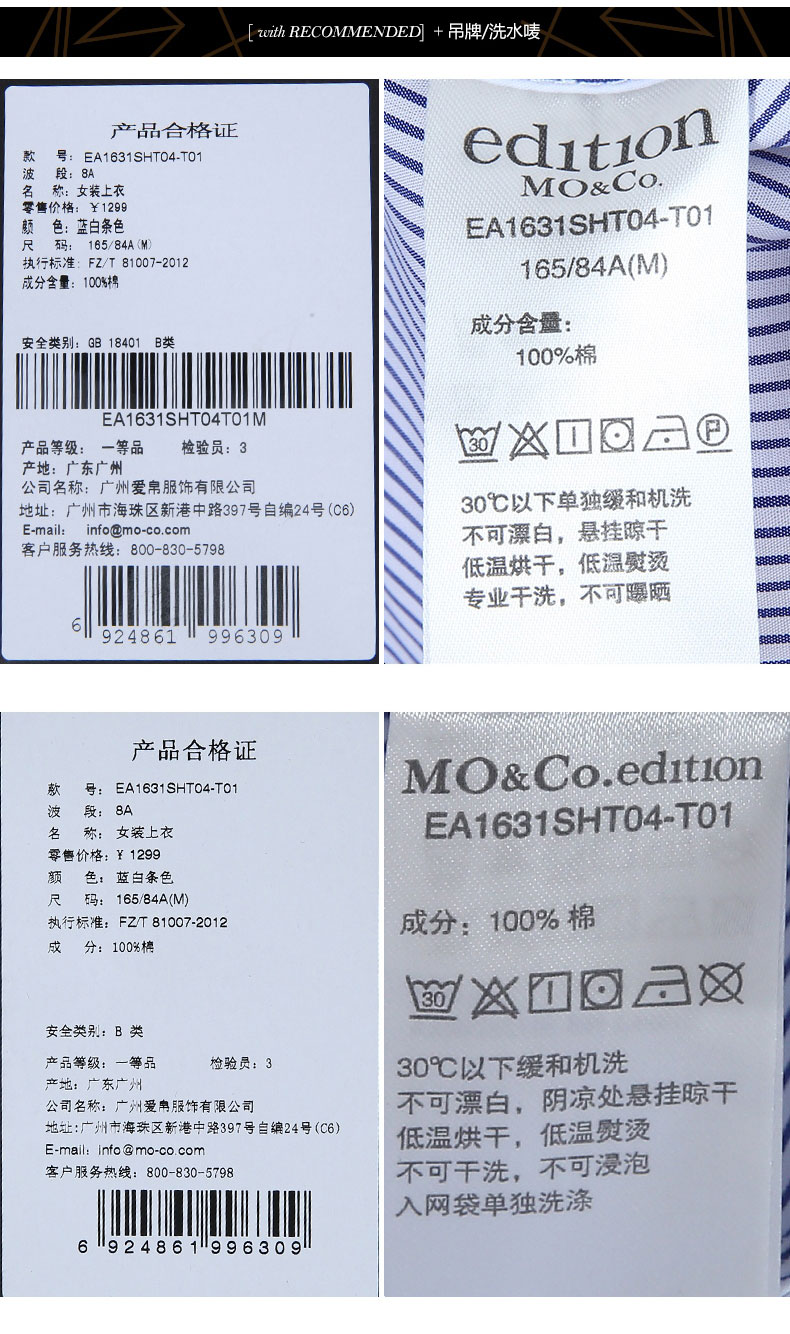 [ with RECOMMENDED] + 吊牌/洗水唛
产品合格证
款 号: EA1631SHT04-T01
波 段: 8A
名 称: 女装上衣
零售价格: ¥1299
颜 色: 蓝白条色
尺 码: 165/84A(M)
执行标准: FZ/T 81007-2012
成分含量: 100%棉
安全类别: GB 18401 B类
EA1631SHT04T01M
产品等级: 一等品 检验员: 3
产地: 广东广州
公司名称: 广州爱帛服饰有限公司
地址: 广州市海珠区新港中路397号自编24号(C6)
E-mail: info@mo-co.com
客户服务热线: 800-830-5798
6 924861 996309
edition
MO&Co.
EA1631SHT04-T01
165/84A(M)
成分含量:
100%棉
30
P
30℃以下单独缓和机洗
不可漂白, 悬挂晾干
低温烘干, 低温熨烫
专业干洗, 不可曝晒
产品合格证
款 号: EA1631SHT04-T01
波 段: 8A
名 称: 女装上衣
零售价格: ¥ 1299
颜 色: 蓝白条色
尺 码: 165/84A(M)
执行标准: FZ/T 81007-2012
成 分: 100%棉
安全类别: B 类
产品等级: 一等品 检验员: 3
产地: 广东广州
公司名称: 广州爱帛服饰有限公司
地址: 广州市海珠区新港中路397号自编24号(C6)
E-mail: info@mo-co.com
客户服务热线: 800-830-5798
6 924861 996309
MO&Co.edition
EA1631SHT04-T01
成分: 100% 棉
30
30℃以下缓和机洗
不可漂白, 阴凉处悬挂晾干
低温烘干, 低温熨烫
不可干洗, 不可浸泡
入网袋单独洗涤